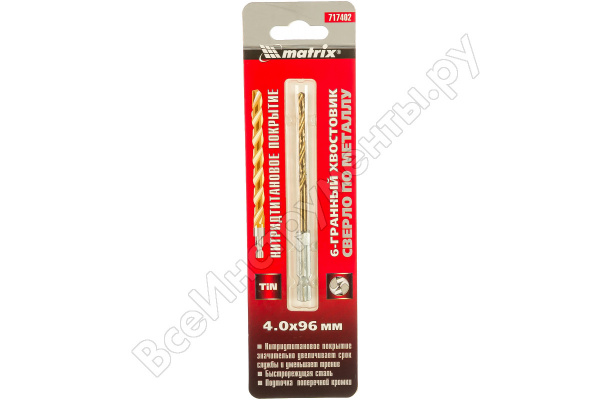 717402
matrix®
НИТРИДТИТАНОВОЕ ПОКРЫТИЕ
6-ГРАННЫЙ ХВОСТОВИК
СВЕРЛО ПО МЕТАЛЛУ
TiN
4.0x96 мм
Нитридтитановое покрытие
значительно увеличивает срок
службы и уменьшает трение
Быстрорежущая сталь
Подточка поперечной кромки
ВсеИнструменты.ру